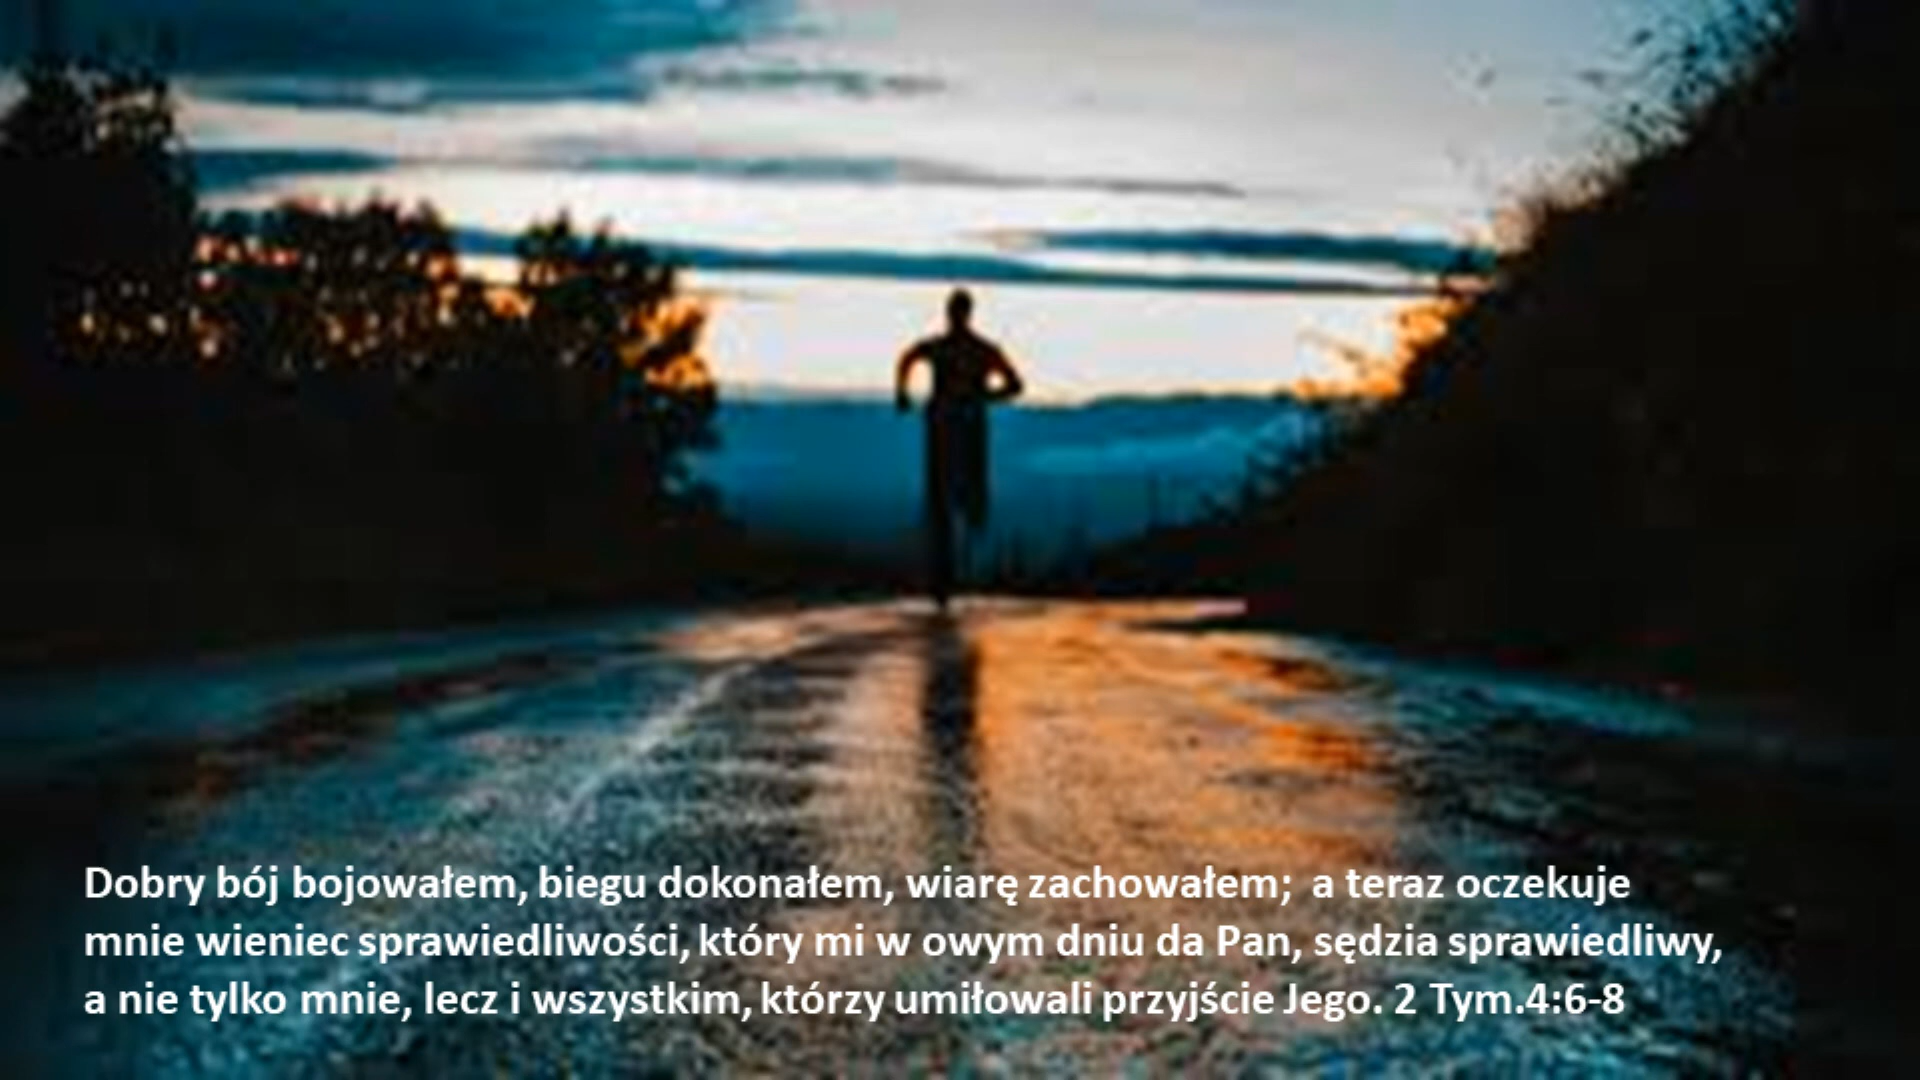 Dobry bój bojowałem, biegu dokonałem, wiarę zachowałem;  a teraz oczekuje
mnie wieniec sprawiedliwości, który mi w owym dniu da Pan, sędzia sprawiedliwy,
a nie tylko mnie, lecz i wszystkim, którzy umiłowali przyjście Jego. 2 Tym.4:6-8